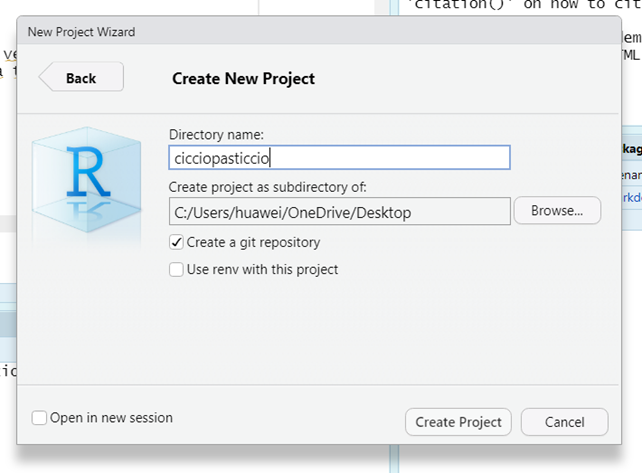 'citation()' on how to cit
New Project Wizard
Back
Create New Project
Directory name:
cicciopasticcio
Create project as subdirectory of:
C:/Users/huawei/OneDrive/Desktop
Browse...
Create a git repository
Use renv with this project
R
Open in new session
Create Project
Cancel